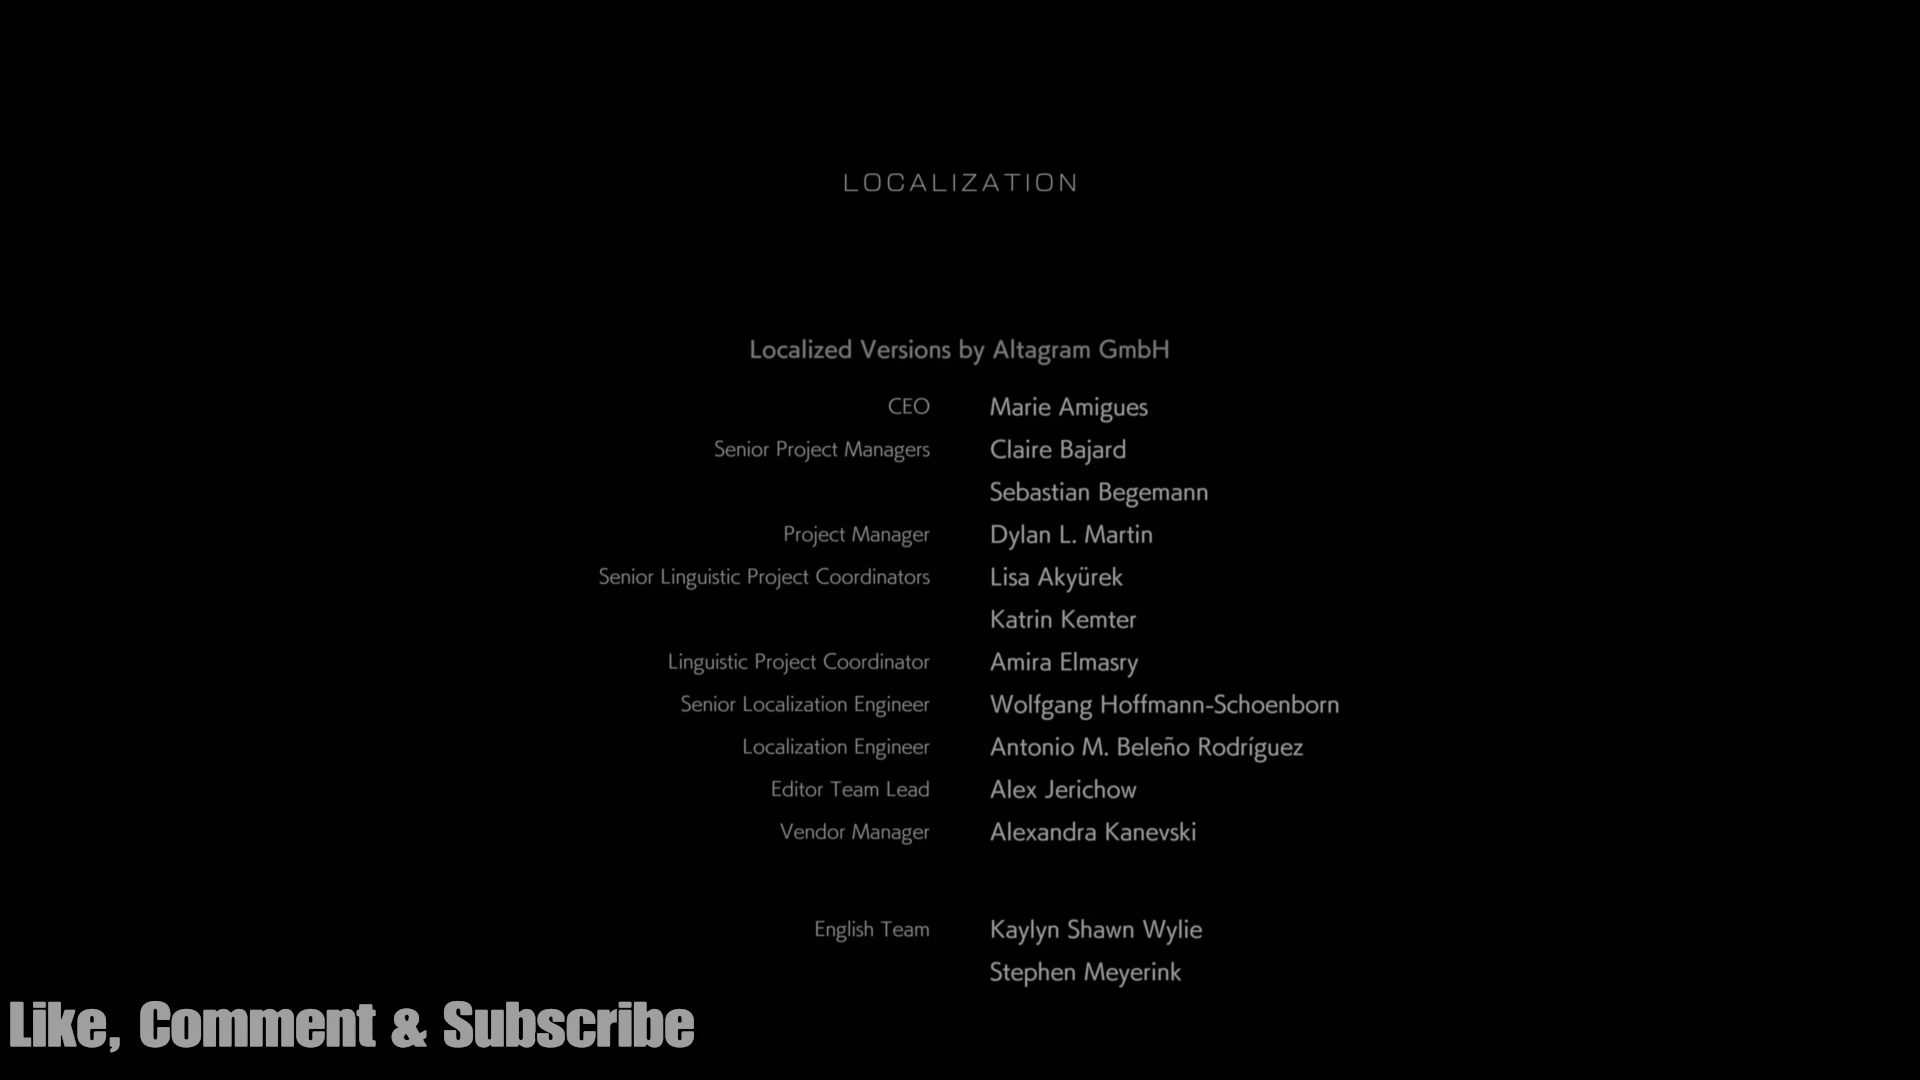 LOCALIZATION
Localized Versions by Altagram GmbH
CEO Marie Amigues
Senior Project Managers Claire Bajard
Sebastian Begemann
Project Manager Dylan L. Martin
Senior Linguistic Project Coordinators Lisa Akyürek
Katrin Kemter
Linguistic Project Coordinator Amira Elmasry
Senior Localization Engineer Wolfgang Hoffmann-Schoenborn
Localization Engineer Antonio M. Beleño Rodríguez
Editor Team Lead Alex Jerichow
Vendor Manager Alexandra Kanevski
English Team Kaylyn Shawn Wylie
Stephen Meyerink
Like, Comment & Subscribe